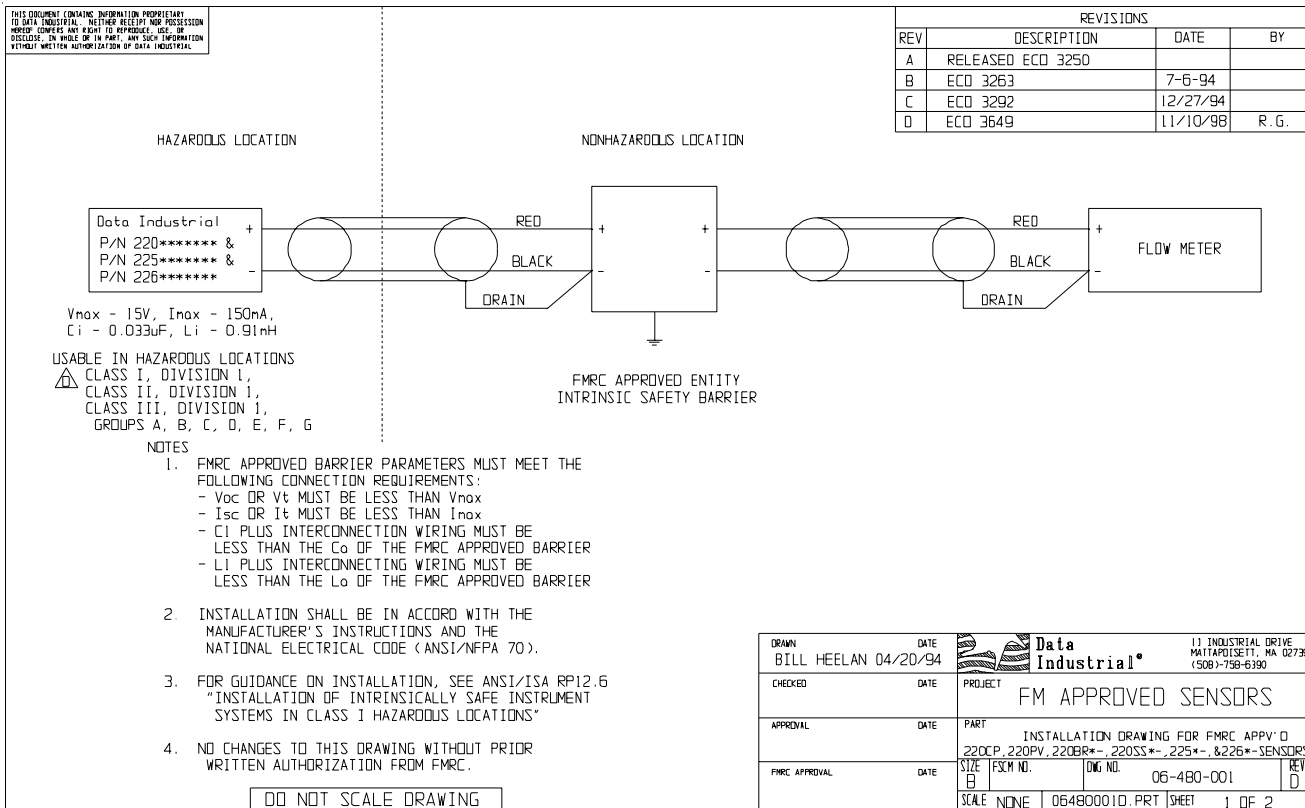 THIS DOCUMENT CONTAINS INFORMATION PROPRIETARY
TO DATA INDUSTRIAL. NEITHER RECEIPT NOR POSSESSION
HEREOF CONFERS ANY RIGHT TO REPRODUCE, USE, OR
DISCLOSE, IN WHOLE OR IN PART, ANY SUCH INFORMATION
WITHOUT WRITTEN AUTHORIZATION OF DATA INDUSTRIAL
REVISIONS
REV DESCRIPTION DATE BY
A RELEASED ECO 3250
B ECO 3263 7-6-94
C ECO 3292 12/27/94
D ECO 3649 11/10/98 R.G.
HAZARDOUS LOCATION
NONHAZARDOUS LOCATION
Data Industrial
P/N 220******* &
P/N 225******* &
P/N 226*******
+
-
RED
BLACK
DRAIN
+ +
- -
RED
BLACK
DRAIN
+
-
FLOW METER
Vmax - 15V, Imax - 150mA,
Ci - 0.033uF, Li - 0.91mH
USABLE IN HAZARDOUS LOCATIONS
D CLASS I, DIVISION 1,
CLASS II, DIVISION 1,
CLASS III, DIVISION 1,
GROUPS A, B, C, D, E, F, G
FMRC APPROVED ENTITY
INTRINSIC SAFETY BARRIER
NOTES
1. FMRC APPROVED BARRIER PARAMETERS MUST MEET THE
FOLLOWING CONNECTION REQUIREMENTS:
- Voc OR Vt MUST BE LESS THAN Vmax
- Isc OR It MUST BE LESS THAN Imax
- CI PLUS INTERCONNECTION WIRING MUST BE
LESS THAN THE Ca OF THE FMRC APPROVED BARRIER
- LI PLUS INTERCONNECTING WIRING MUST BE
LESS THAN THE La OF THE FMRC APPROVED BARRIER
2. INSTALLATION SHALL BE IN ACCORD WITH THE
MANUFACTURER'S INSTRUCTIONS AND THE
NATIONAL ELECTRICAL CODE (ANSI/NFPA 70).
3. FOR GUIDANCE ON INSTALLATION, SEE ANSI/ISA RP12.6
"INSTALLATION OF INTRINSICALLY SAFE INSTRUMENT
SYSTEMS IN CLASS I HAZARDOUS LOCATIONS"
4. NO CHANGES TO THIS DRAWING WITHOUT PRIOR
WRITTEN AUTHORIZATION FROM FMRC.
DO NOT SCALE DRAWING
DRAWN DATE
BILL HEELAN 04/20/94
CHECKED DATE
APPROVAL DATE
FMRC APPROVAL DATE
Data
Industrial®
11 INDUSTRIAL DRIVE
MATTAPOISETT, MA 02739
(508)-758-6390
PROJECT
FM APPROVED SENSORS
PART
INSTALLATION DRAWING FOR FMRC APPV'D
220CP,220PV,220BR*-,220SS*-,225*-,&226*-SENSORS
SIZE B FSCM NO. DWG NO. 06-480-001 REV D
SCALE NONE 06480001D.PRT SHEET 1 OF 2